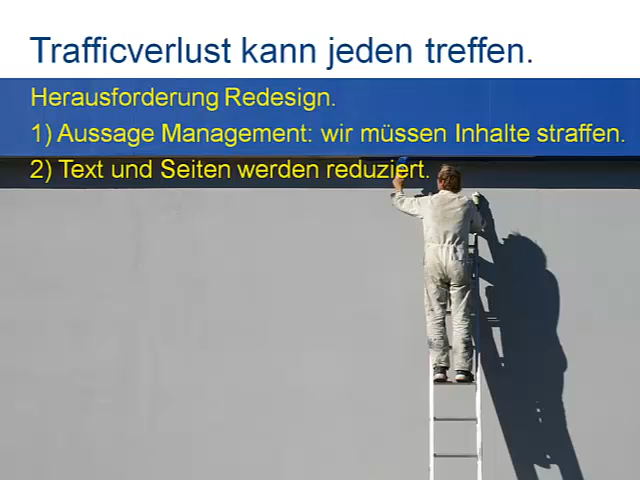 Trafficverlust kann jeden treffen.
Herausforderung Redesign.
1) Aussage Management: wir müssen Inhalte straffen.
2) Text und Seiten werden reduziert.